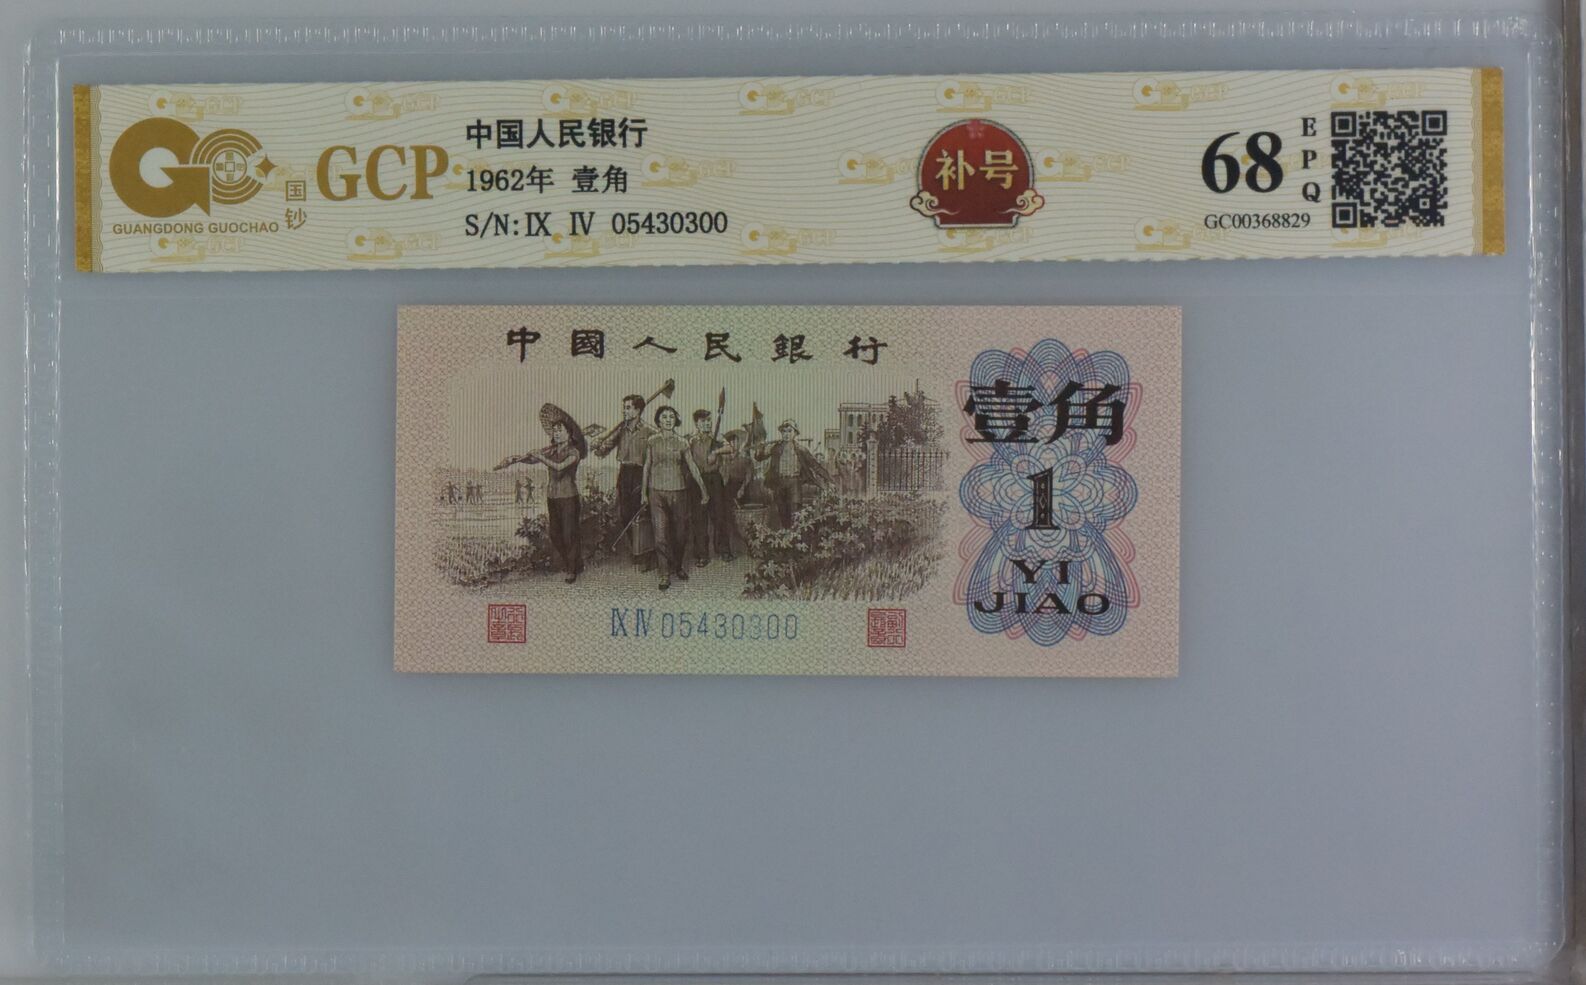 GUANGDONG GUOCHAO
国钞
GCP
中国人民银行
1962年 壹角
S/N: IX IV 05430300
补号
68
EPQ
GC00368829
中國人民銀行
壹角
1
YI
JIAO
IX IV 05430300